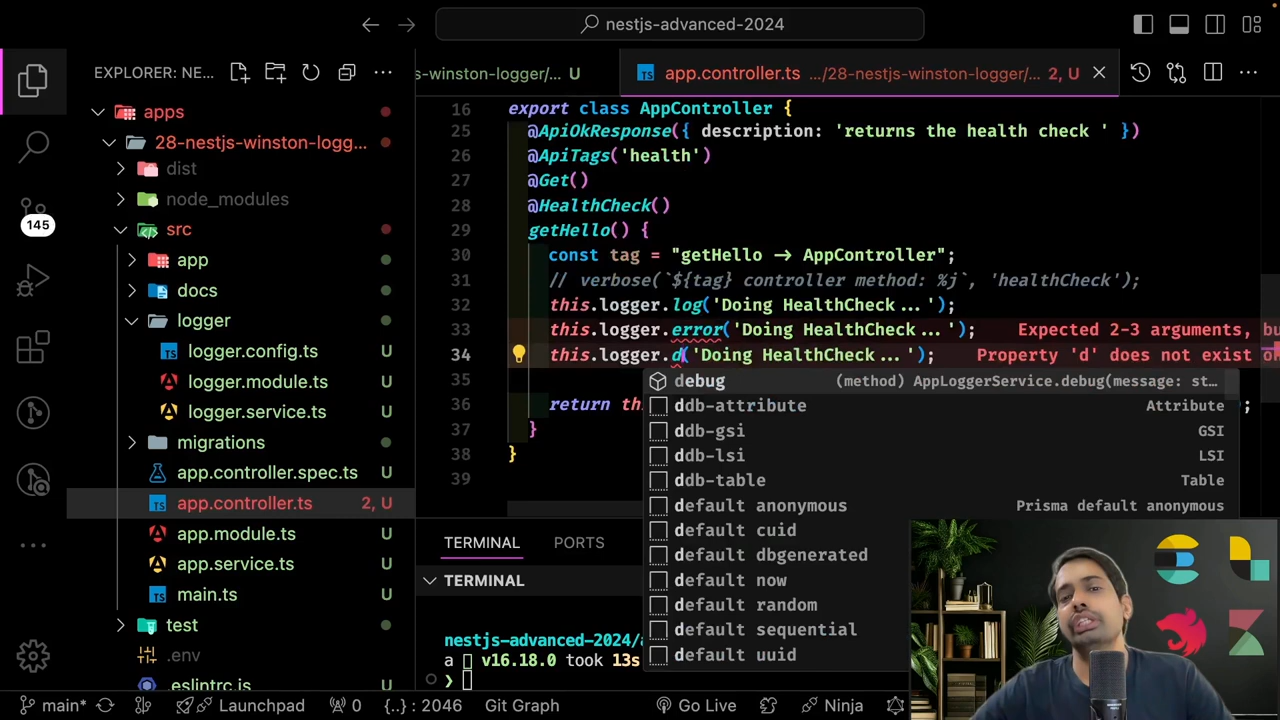 nestjs-advanced-2024
EXPLORER: NE...
s-winston-logger/... U
TS app.controller.ts .../28-nestjs-winston-logger/... 2, U
apps
28-nestjs-winston-logg...
dist
node_modules
src
app
docs
logger
TS logger.config.ts U
logger.module.ts U
logger.service.ts U
migrations
app.controller.spec.ts U
TS app.controller.ts 2, U
app.module.ts U
app.service.ts U
TS main.ts U
test
.env
.eslintrc.js U
145
16 export class AppController {
25 @ApiOkResponse({ description: 'returns the health check ' })
26 @ApiTags('health')
27 @Get()
28 @HealthCheck()
29 getHello() {
30 const tag = "getHello → AppController";
31 // verbose(`${tag} controller method: %j`, 'healthCheck');
32 this.logger.log('Doing HealthCheck...');
33 this.logger.error('Doing HealthCheck...'); Expected 2-3 arguments, bu
34 this.logger.d('Doing HealthCheck...'); Property 'd' does not exist o
35
36 return thi ;
37 }
38 }
39
debug (method) AppLoggerService.debug(message: st...
ddb-attribute Attribute
ddb-gsi GSI
ddb-lsi LSI
ddb-table Table
default anonymous Prisma default anonymous
default cuid
default dbgenerated
default now
default random
default sequential
default uuid
TERMINAL PORTS
TERMINAL
nestjs-advanced-2024/a
a v16.18.0 took 13s
❯
main* Launchpad 0 {..} : 2046 Git Graph Go Live Ninja